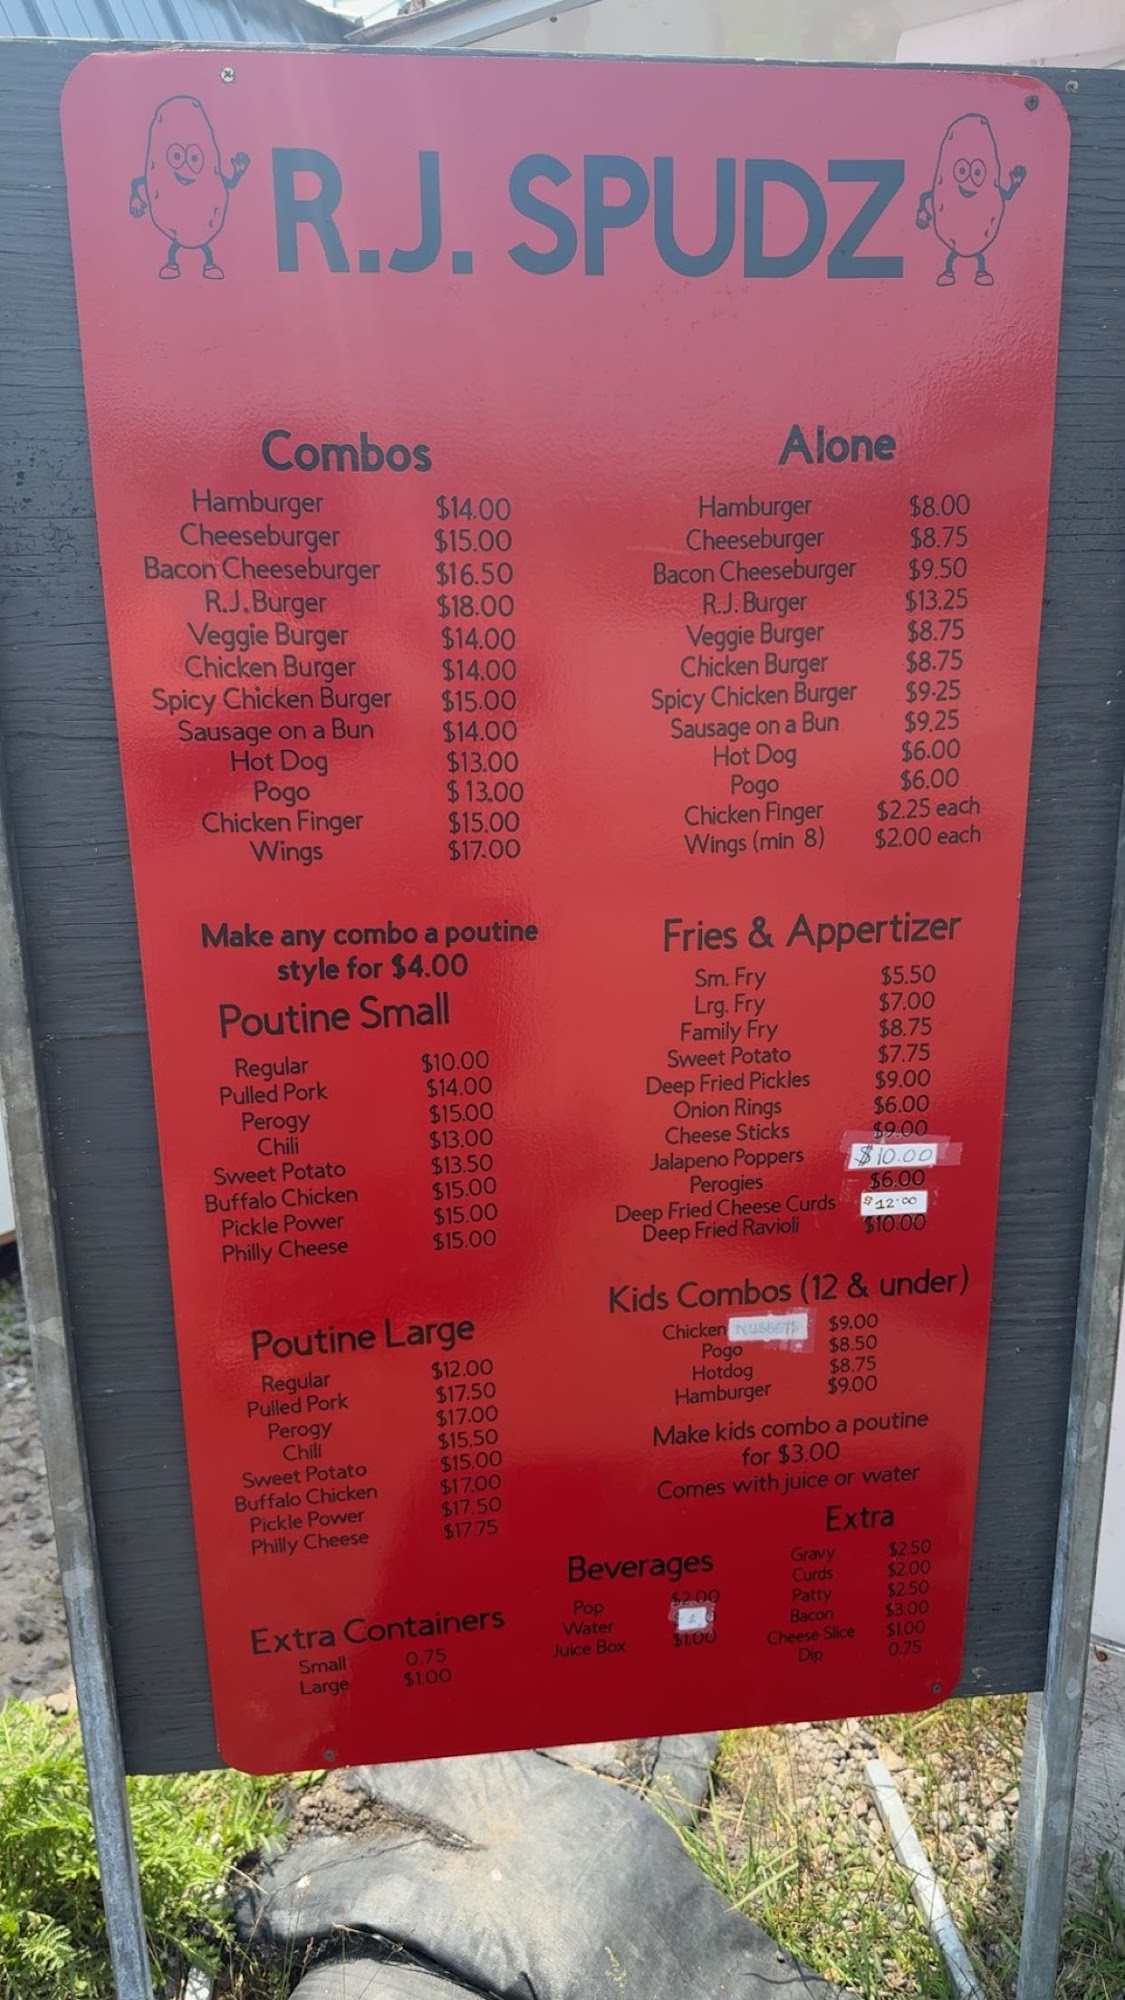 R.J. SPUDZ
Combos
Hamburger $14.00
Cheeseburger $15.00
Bacon Cheeseburger $16.50
R.J. Burger $18.00
Veggie Burger $14.00
Chicken Burger $14.00
Spicy Chicken Burger $15.00
Sausage on a Bun $14.00
Hot Dog $13.00
Pogo $13.00
Chicken Finger $15.00
Wings $17.00
Make any combo a poutine
style for $4.00
Poutine Small
Regular $10.00
Pulled Pork $14.00
Perogy $15.00
Chili $13.00
Sweet Potato $13.50
Buffalo Chicken $15.00
Pickle Power $15.00
Philly Cheese $15.00
Poutine Large
Regular $12.00
Pulled Pork $17.50
Perogy $17.00
Chili $15.50
Sweet Potato $15.00
Buffalo Chicken $17.00
Pickle Power $17.50
Philly Cheese $17.75
Extra Containers
Small 0.75
Large $1.00
Alone
Hamburger $8.00
Cheeseburger $8.75
Bacon Cheeseburger $9.50
R.J. Burger $13.25
Veggie Burger $8.75
Chicken Burger $8.75
Spicy Chicken Burger $9.25
Sausage on a Bun $9.25
Hot Dog $6.00
Pogo $6.00
Chicken Finger $2.25 each
Wings (min 8) $2.00 each
Fries & Appertizer
Sm. Fry $5.50
Lrg. Fry $7.00
Family Fry $8.75
Sweet Potato $7.75
Deep Fried Pickles $9.00
Onion Rings $6.00
Cheese Sticks $9.00
Jalapeno Poppers $10.00
Perogies $6.00
Deep Fried Cheese Curds $12.00
Deep Fried Ravioli $10.00
Kids Combos (12 & under)
Chicken NUGGETS $9.00
Pogo $8.50
Hotdog $8.75
Hamburger $9.00
Make kids combo a poutine
for $3.00
Comes with juice or water
Beverages
Pop $2.00
Water 2
Juice Box $1.00
Extra
Gravy $2.50
Curds $2.00
Patty $2.50
Bacon $3.00
Cheese Slice $1.00
Dip 0.75